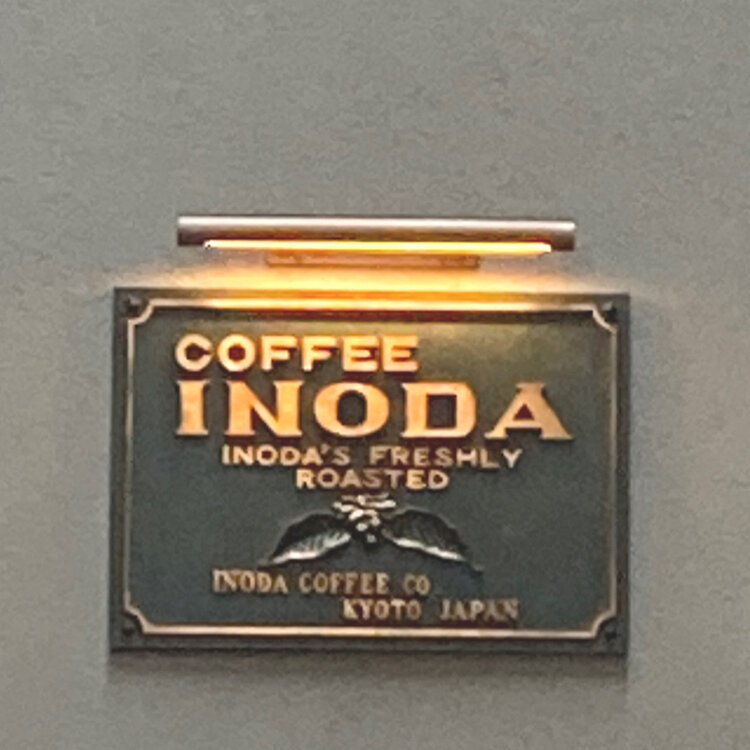 COFFEE
INODA
INODA'S FRESHLY
ROASTED
INODA COFFEE CO
KYOTO JAPAN